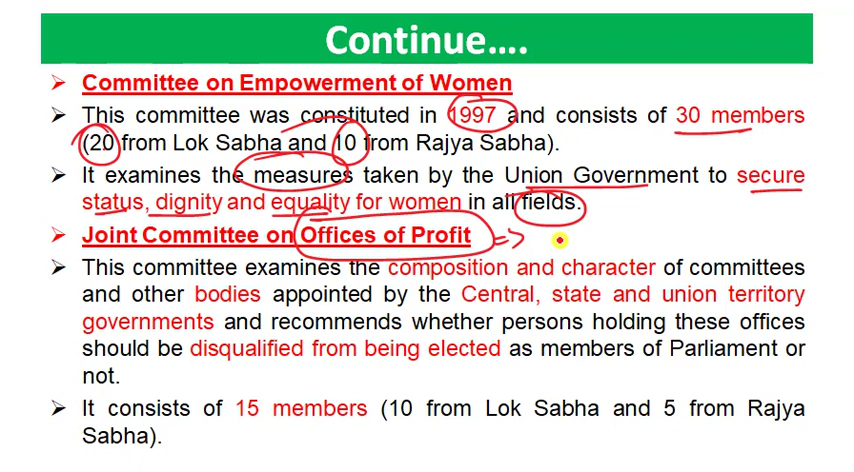 Continue....
Committee on Empowerment of Women
This committee was constituted in 1997 and consists of 30 members
(20 from Lok Sabha and 10 from Rajya Sabha).
It examines the measures taken by the Union Government to secure
status, dignity and equality for women in all fields.
Joint Committee on Offices of Profit
This committee examines the composition and character of committees
and other bodies appointed by the Central, state and union territory
governments and recommends whether persons holding these offices
should be disqualified from being elected as members of Parliament or
not.
It consists of 15 members (10 from Lok Sabha and 5 from Rajya
Sabha).